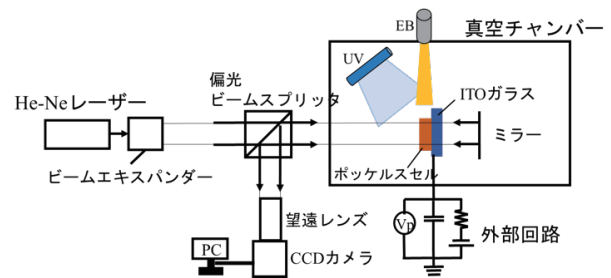 EB
真空チャンバー
UV
偏光
ビームスプリッタ
ITOガラス
He-Neレーザー
ミラー
ビームエキスパンダー
ポッケルスセル
望遠レンズ
Vp
外部回路
PC
CCDカメラ